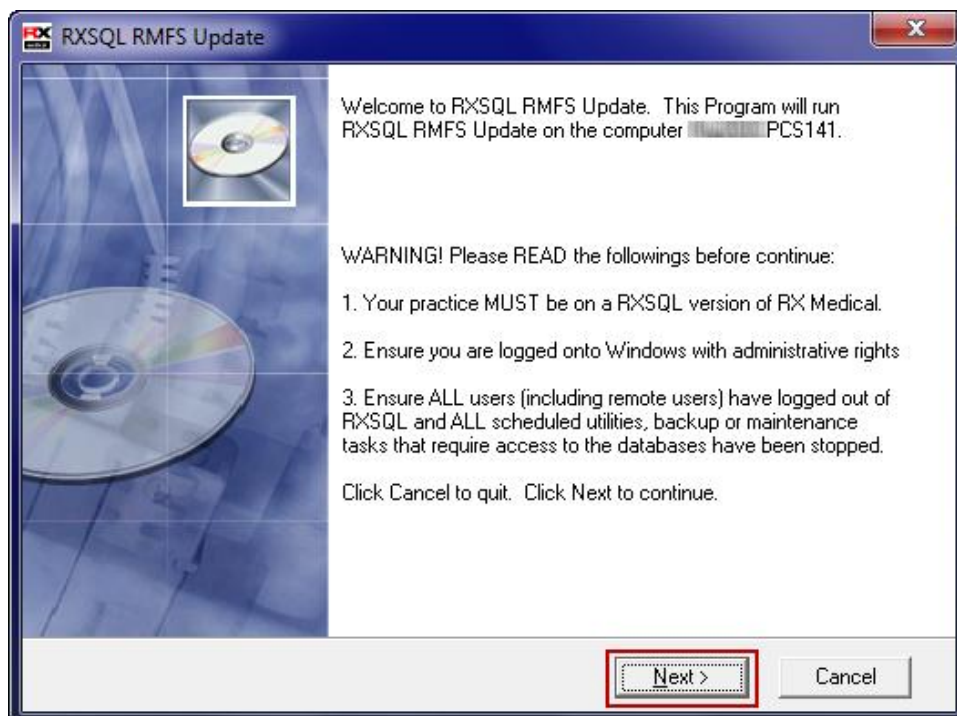 RXSQL RMFS Update
Welcome to RXSQL RMFS Update.  This Program will run
RXSQL RMFS Update on the computer PCS141.
WARNING! Please READ the followings before continue:
1. Your practice MUST be on a RXSQL version of RX Medical.
2. Ensure you are logged onto Windows with administrative rights
3. Ensure ALL users (including remote users) have logged out of
RXSQL and ALL scheduled utilities, backup or maintenance
tasks that require access to the databases have been stopped.
Click Cancel to quit.  Click Next to continue.
Next >
Cancel